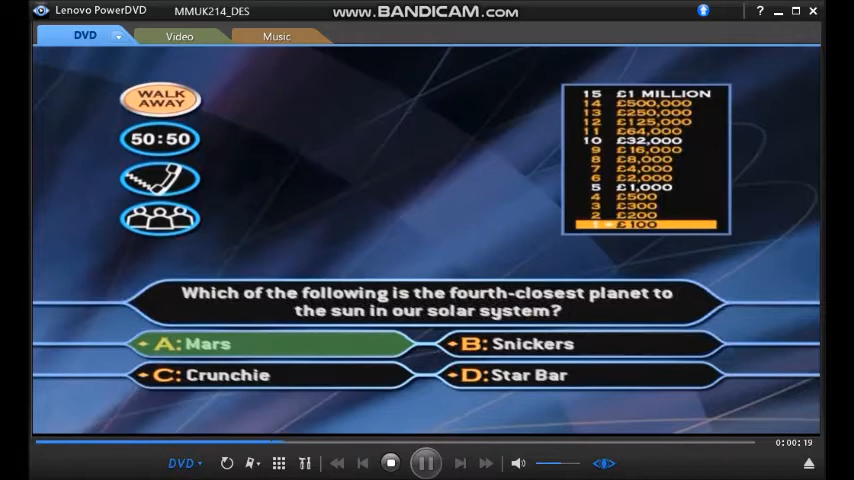 Lenovo PowerDVD
MMUK214_DES
www.BANDICAM.com
?
DVD
Video
Music
WALK
AWAY
50:50
15 £1 MILLION
14 £500,000
13 £250,000
12 £125,000
11 £64,000
10 £32,000
9 £16,000
8 £8,000
7 £4,000
6 £2,000
5 £1,000
4 £500
3 £300
2 £200
1 £100
Which of the following is the fourth-closest planet to
the sun in our solar system?
A: Mars
B: Snickers
C: Crunchie
D: Star Bar
0:00:19
DVD